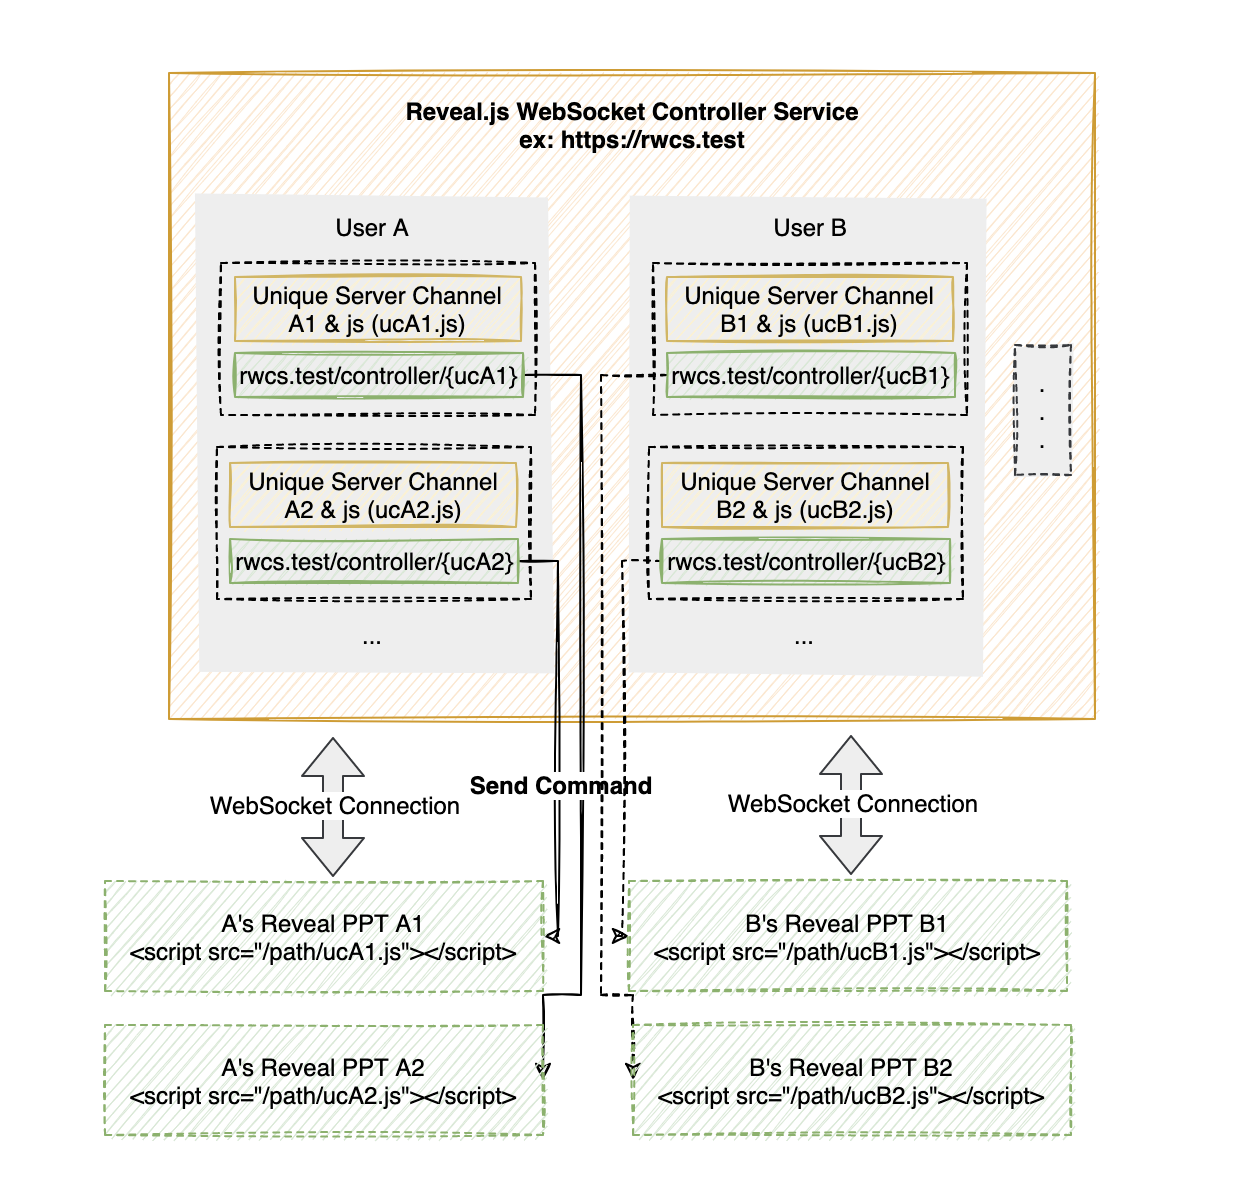 Reveal.js WebSocket Controller Service
ex: https://rwcs.test
User A
Unique Server Channel
A1 & js (ucA1.js)
rwcs.test/controller/{ucA1}
Unique Server Channel
A2 & js (ucA2.js)
rwcs.test/controller/{ucA2}
...
User B
Unique Server Channel
B1 & js (ucB1.js)
rwcs.test/controller/{ucB1}
Unique Server Channel
B2 & js (ucB2.js)
rwcs.test/controller/{ucB2}
...
.
.
.
WebSocket Connection
Send Command
WebSocket Connection
A's Reveal PPT A1
<script src="/path/ucA1.js"></script>
B's Reveal PPT B1
<script src="/path/ucB1.js"></script>
A's Reveal PPT A2
<script src="/path/ucA2.js"></script>
B's Reveal PPT B2
<script src="/path/ucB2.js"></script>